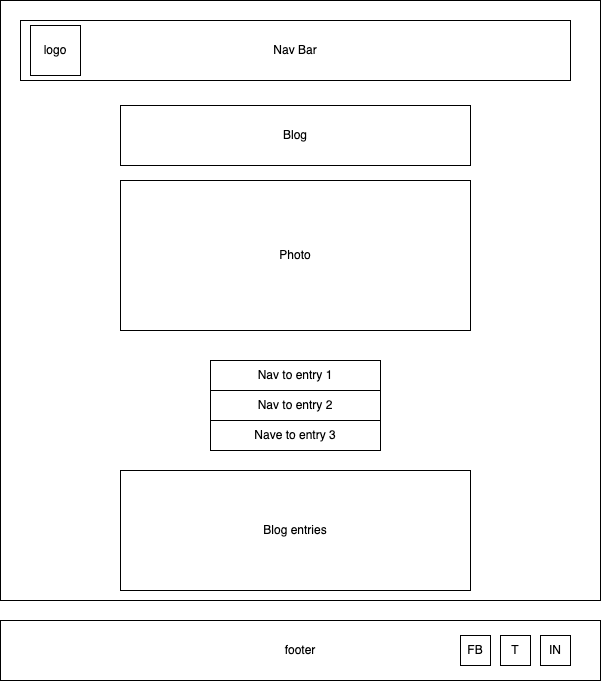 logo
Nav Bar
Blog
Photo
Nav to entry 1
Nav to entry 2
Nave to entry 3
Blog entries
footer
FB
T
IN